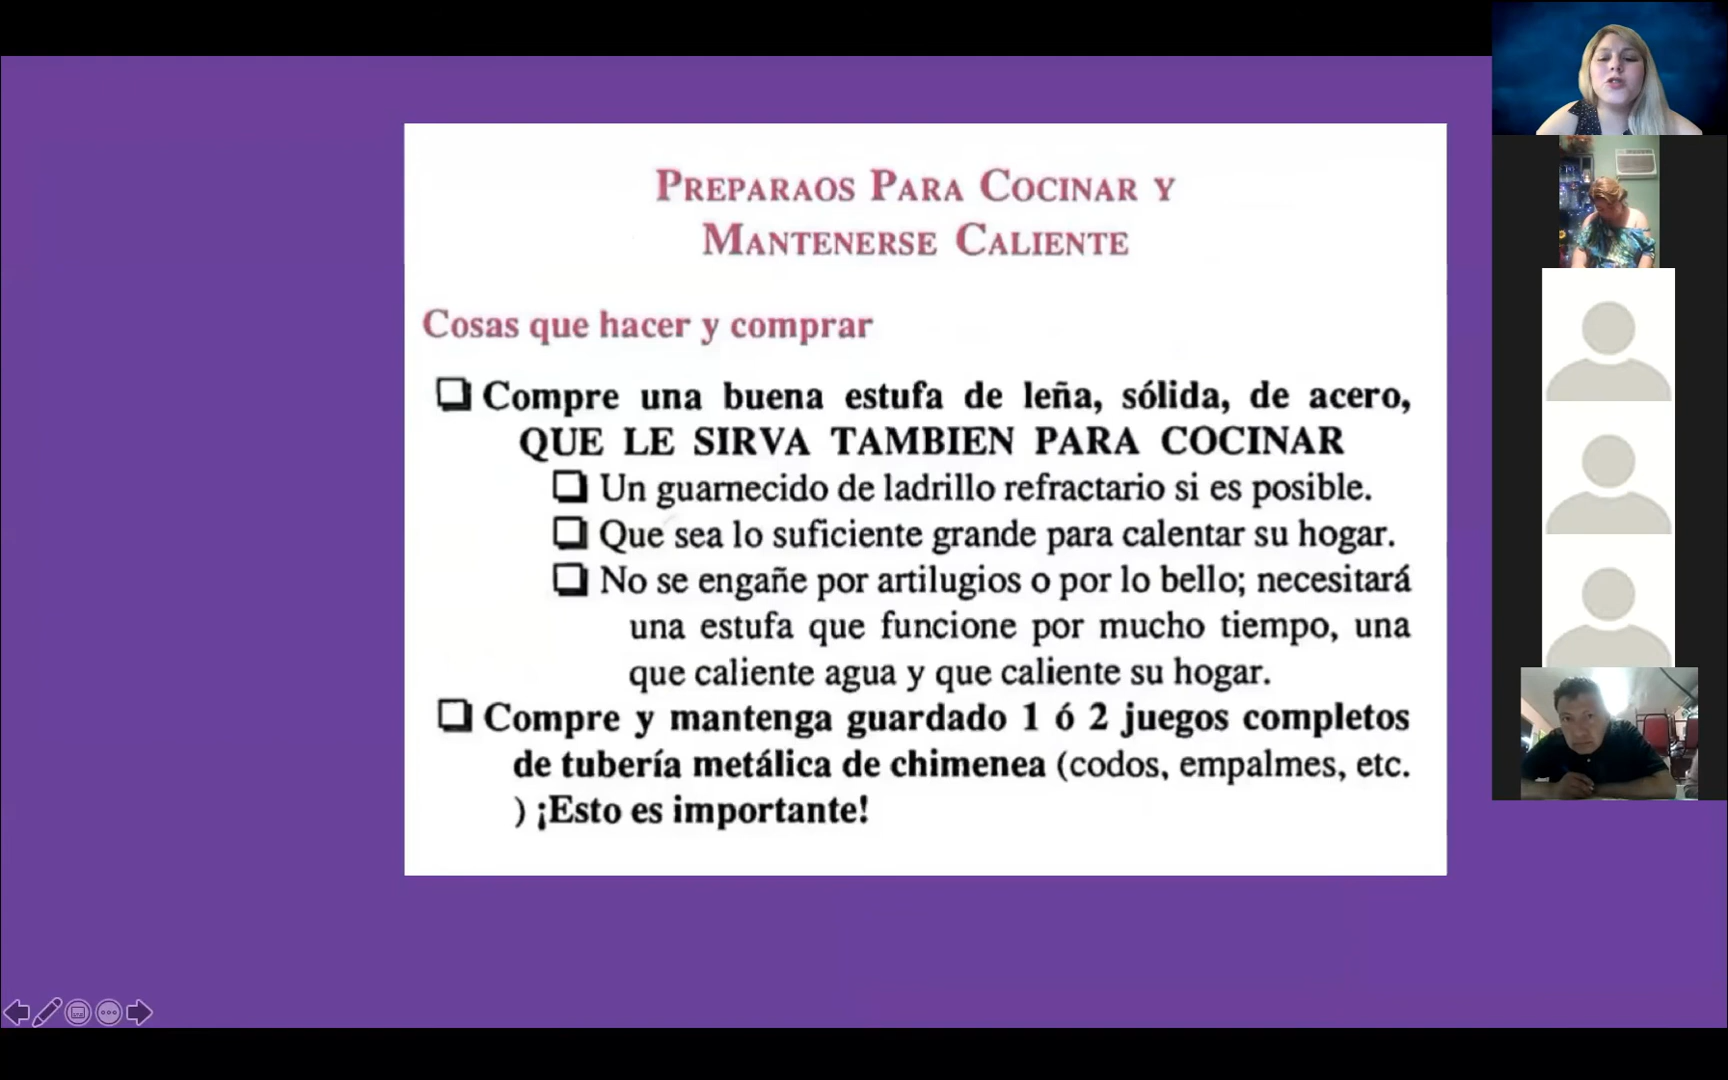 PREPARAOS PARA COCINAR Y
MANTENERSE CALIENTE
Cosas que hacer y comprar
❏ Compre una buena estufa de leña, sólida, de acero,
QUE LE SIRVA TAMBIEN PARA COCINAR
❏ Un guarnecido de ladrillo refractario si es posible.
❏ Que sea lo suficiente grande para calentar su hogar.
❏ No se engañe por artilugios o por lo bello; necesitará
una estufa que funcione por mucho tiempo, una
que caliente agua y que caliente su hogar.
❏ Compre y mantenga guardado 1 ó 2 juegos completos
de tubería metálica de chimenea (codos, empalmes, etc.
) ¡Esto es importante!